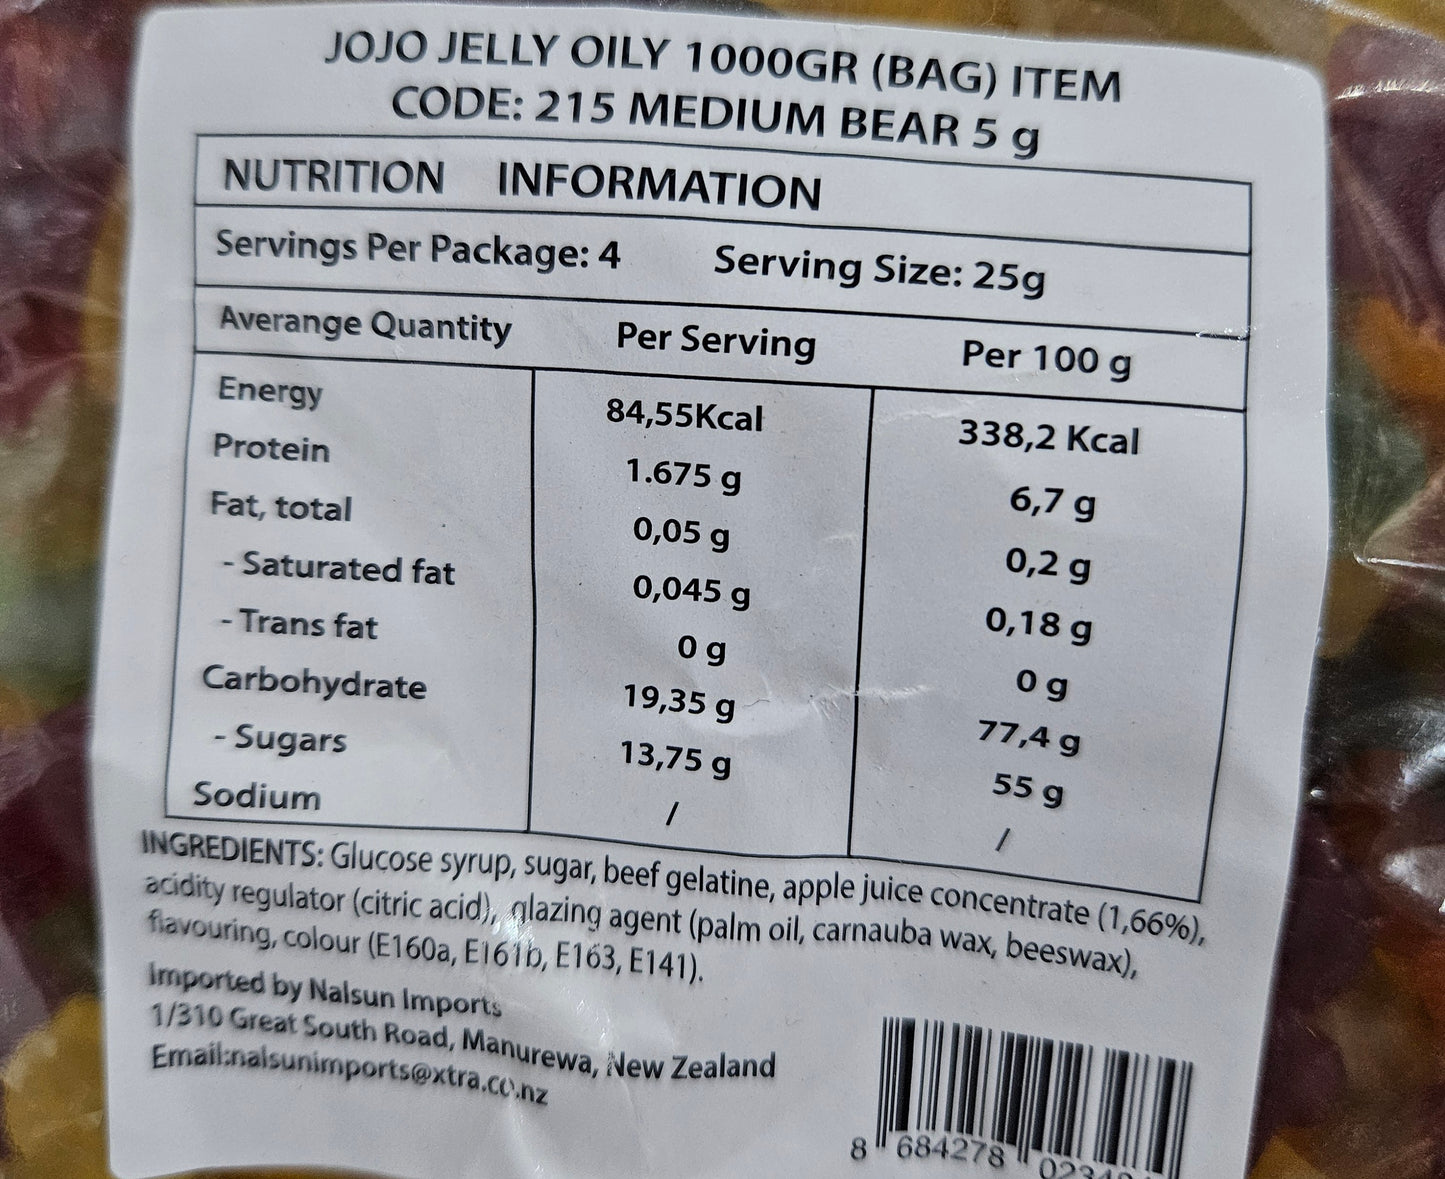 JOJO JELLY OILY 1000GR (BAG) ITEM
CODE: 215 MEDIUM BEAR 5 g
NUTRITION INFORMATION
Servings Per Package: 4 Serving Size: 25g
Averange Quantity Per Serving Per 100 g
Energy 84,55Kcal 338,2 Kcal
Protein 1.675 g 6,7 g
Fat, total 0,05 g 0,2 g
- Saturated fat 0,045 g 0,18 g
- Trans fat 0 g 0 g
Carbohydrate 19,35 g 77,4 g
- Sugars 13,75 g 55 g
Sodium / /
INGREDIENTS: Glucose syrup, sugar, beef gelatine, apple juice concentrate (1,66%),
acidity regulator (citric acid), glazing agent (palm oil, carnauba wax, beeswax),
flavouring, colour (E160a, E161b, E163, E141).
Imported by Nalsun Imports
1/310 Great South Road, Manurewa, New Zealand
Email:nalsunimports@xtra.co.nz
8 684278